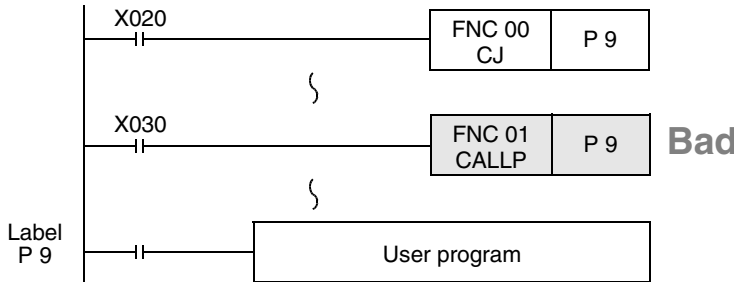 X020
FNC 00
CJ
P 9
X030
FNC 01
CALLP
P 9
Bad
Label
P 9
User program